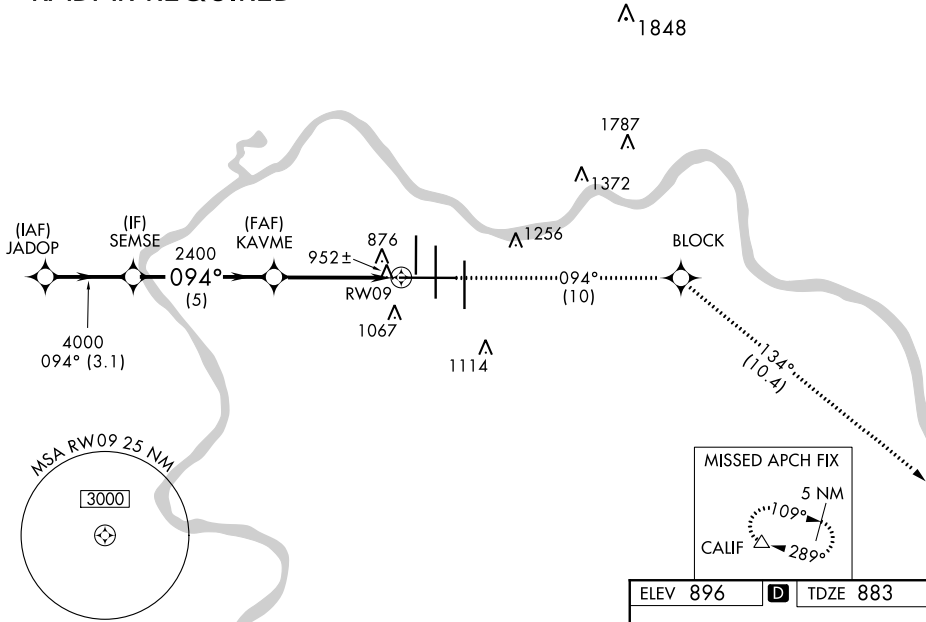 1848
1787
1372
1256
(IAF)
JADOP
(IF)
SEMSE
2400
094°
(5)
(FAF)
KAVME
876
952±
RW09
1067
1114
094°
(10)
BLOCK
4000
094° (3.1)
134°
(10.4)
MSA RW09 25 NM
3000
MISSED APCH FIX
5 NM
109°
CALIF
289°
ELEV 896 D TDZE 883